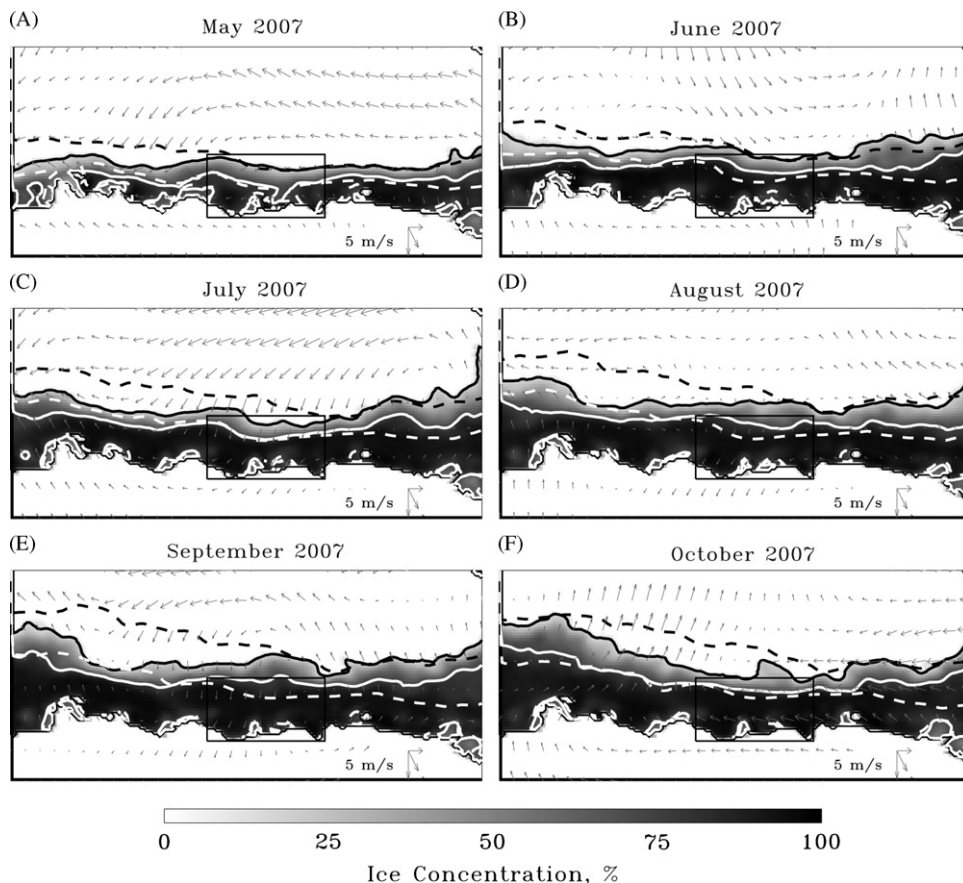 (A)
May 2007
(B)
June 2007
5 m/s
5 m/s
(C)
July 2007
(D)
August 2007
5 m/s
5 m/s
(E)
September 2007
(F)
October 2007
5 m/s
5 m/s
0 25 50 75 100
Ice Concentration, %